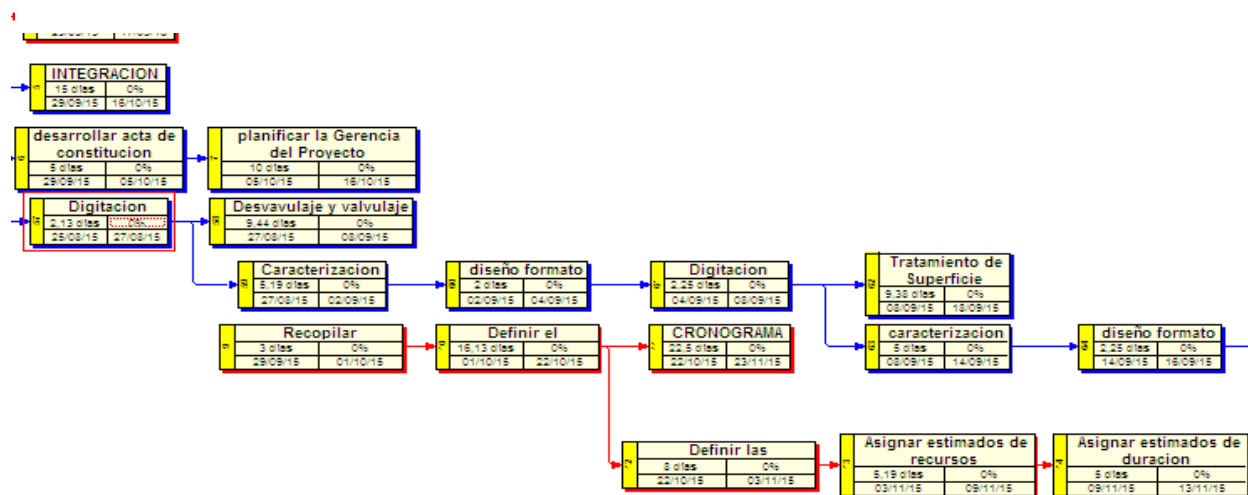 INTEGRACION
15 días 0%
29/09/15 16/10/15
desarrollar acta de
constitucion
5 días 0%
29/09/15 05/10/15
planificar la Gerencia
del Proyecto
10 días 0%
05/10/15 16/10/15
57
Digitacion
2,13 días 0%
25/08/15 27/08/15
Desvavulaje y valvulaje
9,44 días 0%
27/08/15 08/09/15
59
Caracterizacion
5,19 días 0%
27/08/15 02/09/15
60
diseño formato
2 días 0%
02/09/15 04/09/15
Digitacion
2,25 días 0%
04/09/15 08/09/15
62
Tratamiento de
Superficie
9,38 días 0%
08/09/15 18/09/15
Recopilar
3 días 0%
29/09/15 01/10/15
Definir el
16,13 días 0%
01/10/15 22/10/15
CRONOGRAMA
22,5 días 0%
22/10/15 23/11/15
63
caracterizacion
5 días 0%
08/09/15 14/09/15
64
diseño formato
2,25 días 0%
14/09/15 16/09/15
Definir las
8 días 0%
22/10/15 03/11/15
Asignar estimados de
recursos
5,19 días 0%
03/11/15 09/11/15
Asignar estimados de
duracion
5 días 0%
09/11/15 13/11/15